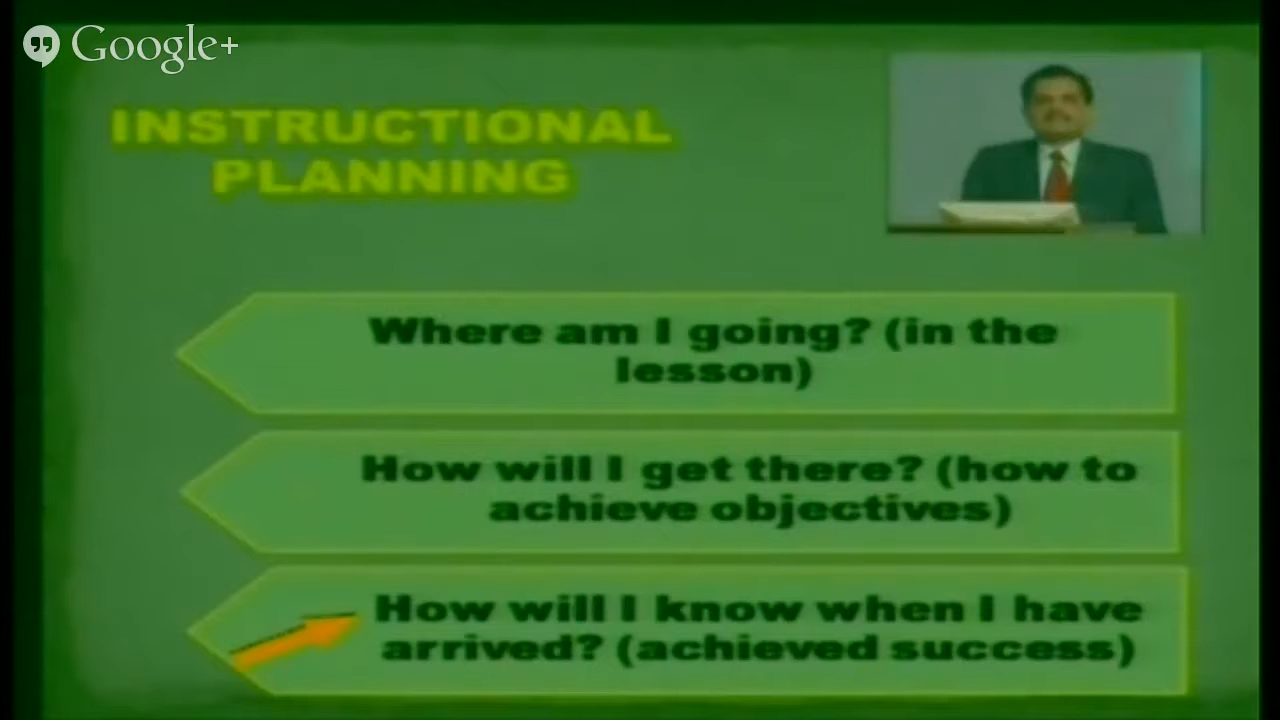 Google+
INSTRUCTIONAL
PLANNING
Where am I going? (in the
lesson)
How will I get there? (how to
achieve objectives)
How will I know when I have
arrived? (achieved success)